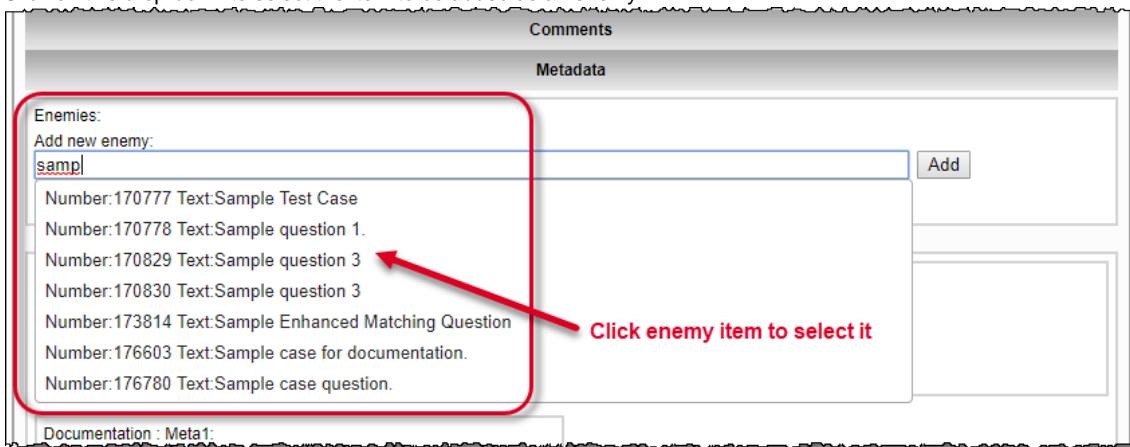 Comments
Metadata
Enemies:
Add new enemy:
samp
Add
Number:170777 Text:Sample Test Case
Number:170778 Text:Sample question 1.
Number:170829 Text:Sample question 3
Number:170830 Text:Sample question 3
Number:173814 Text:Sample Enhanced Matching Question
Click enemy item to select it
Number:176603 Text:Sample case for documentation.
Number:176780 Text:Sample case question.
Documentation : Meta1: